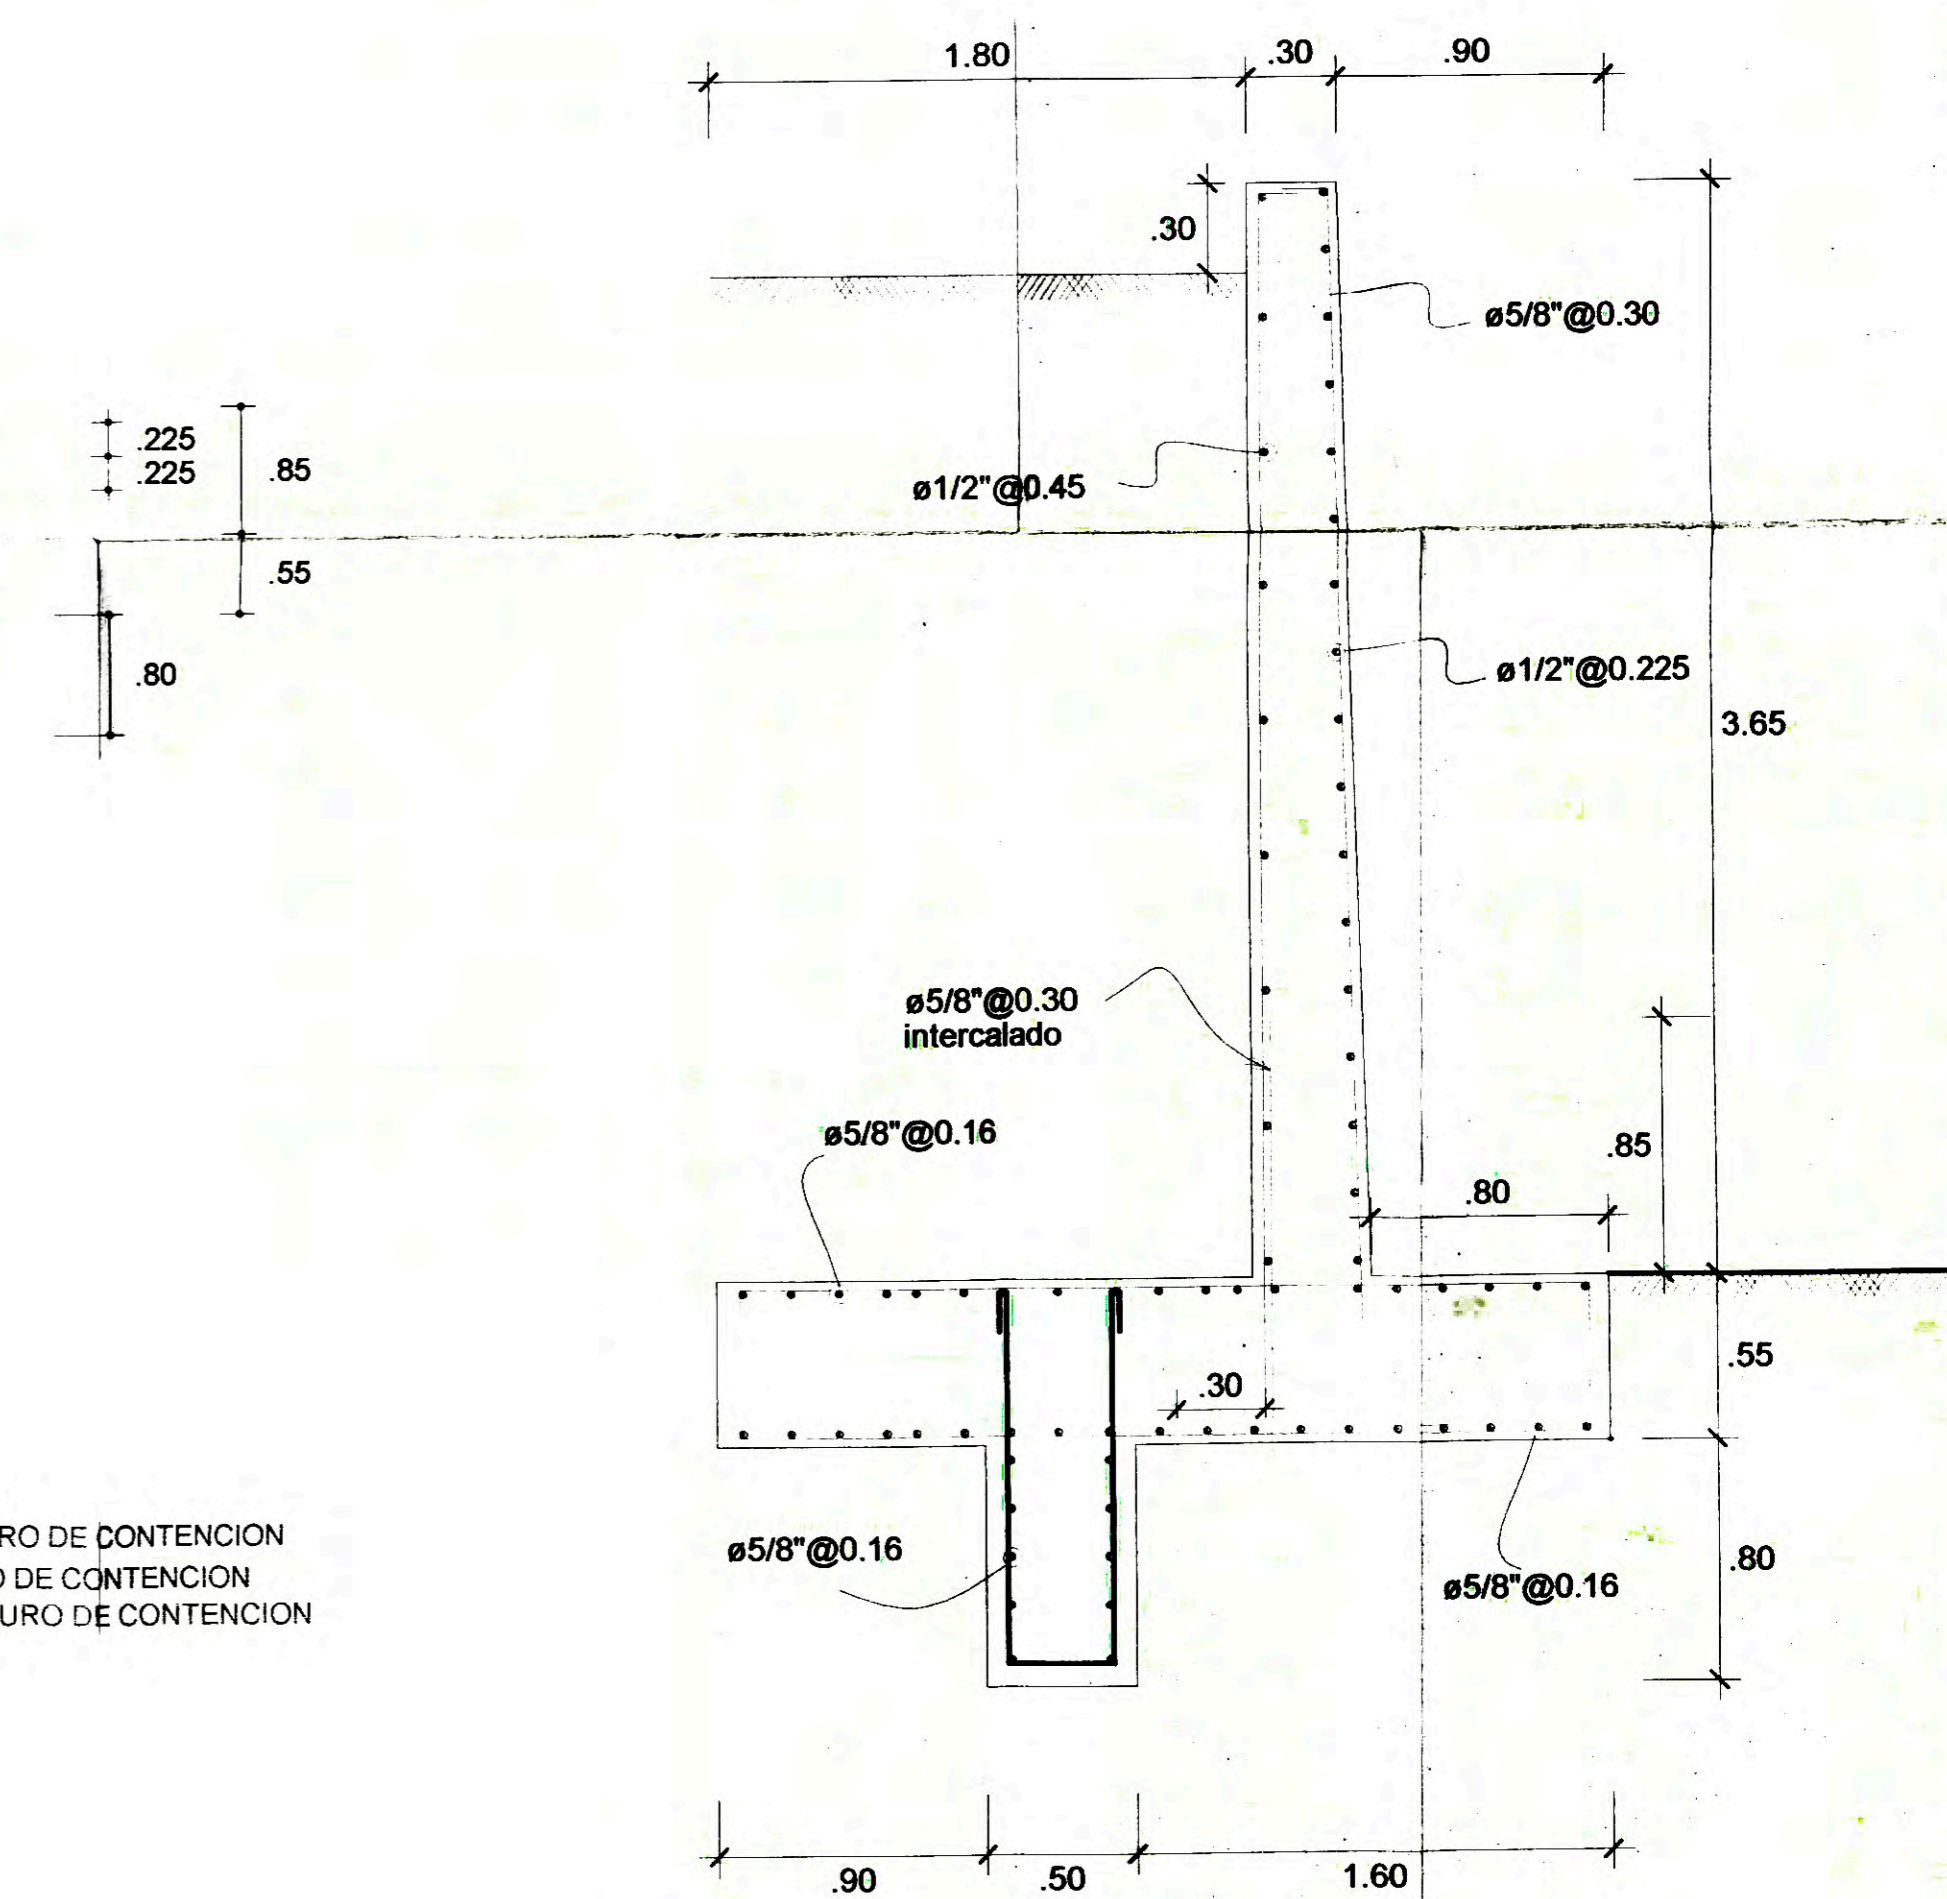 1.80 .30 .90
.30
ø5/8"@0.30
.225
.225
.85
ø1/2"@0.45
.55
.80
ø1/2"@0.225
3.65
ø5/8"@0.30
intercalado
ø5/8"@0.16
.85
.80
.55
.30
RO DE CONTENCION
O DE CONTENCION
URO DE CONTENCION
ø5/8"@0.16
.80
ø5/8"@0.16
.90 .50 1.60